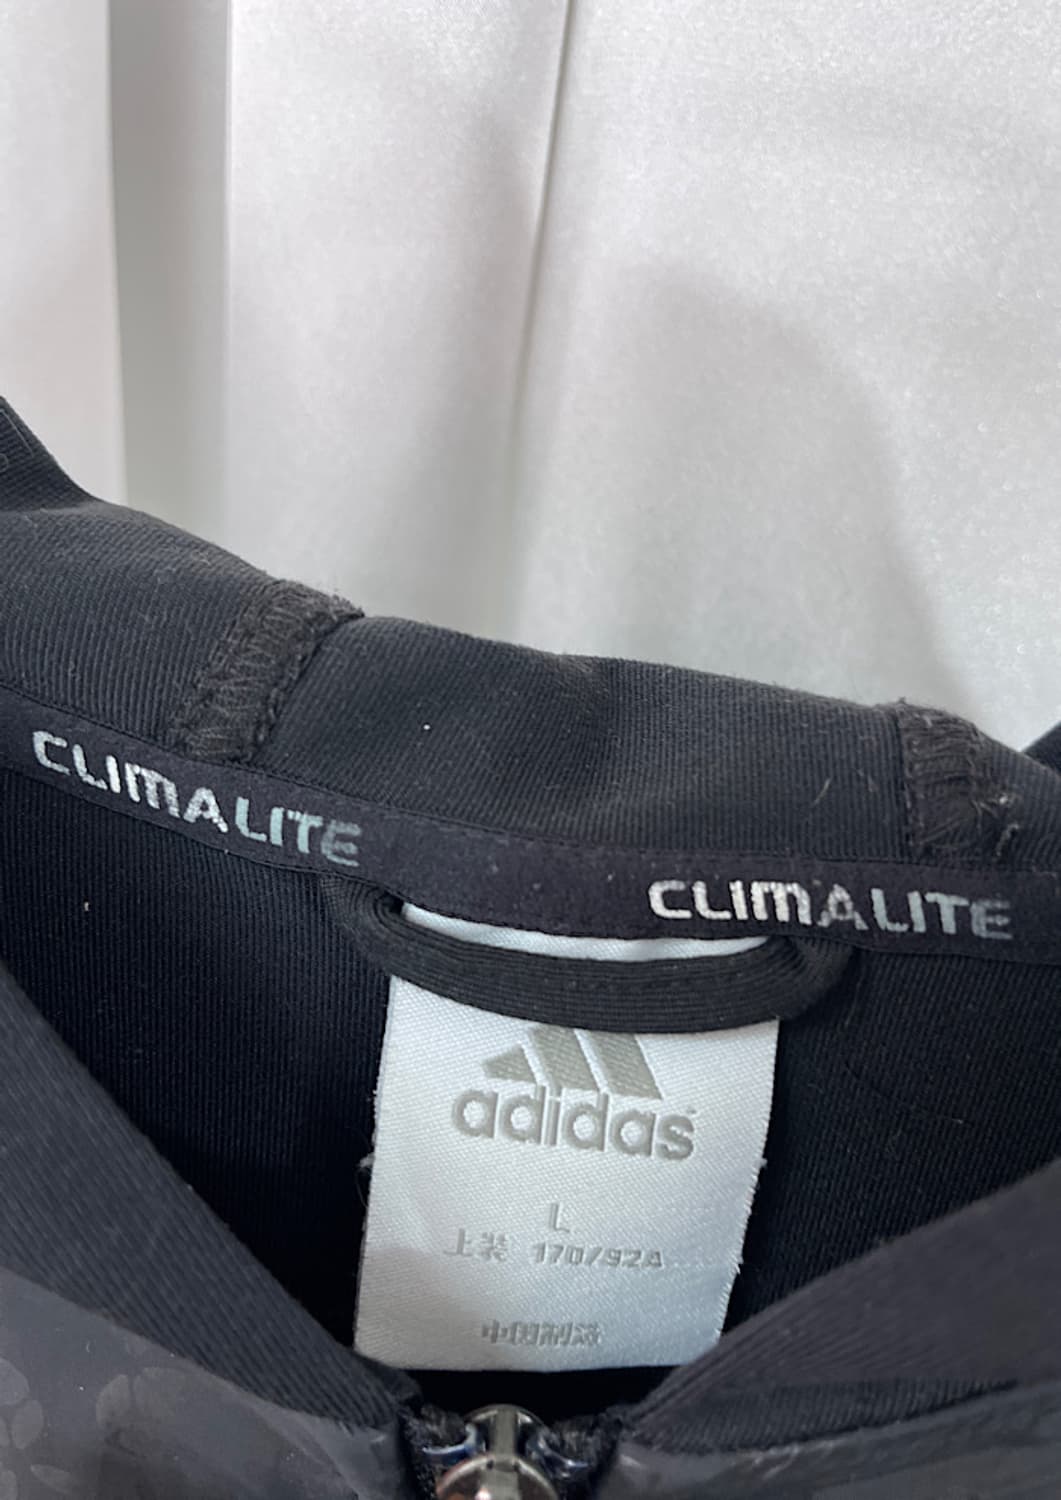 CLIMALITE
CLIMALITE
adidas
L
上装 170/92A
中国制造